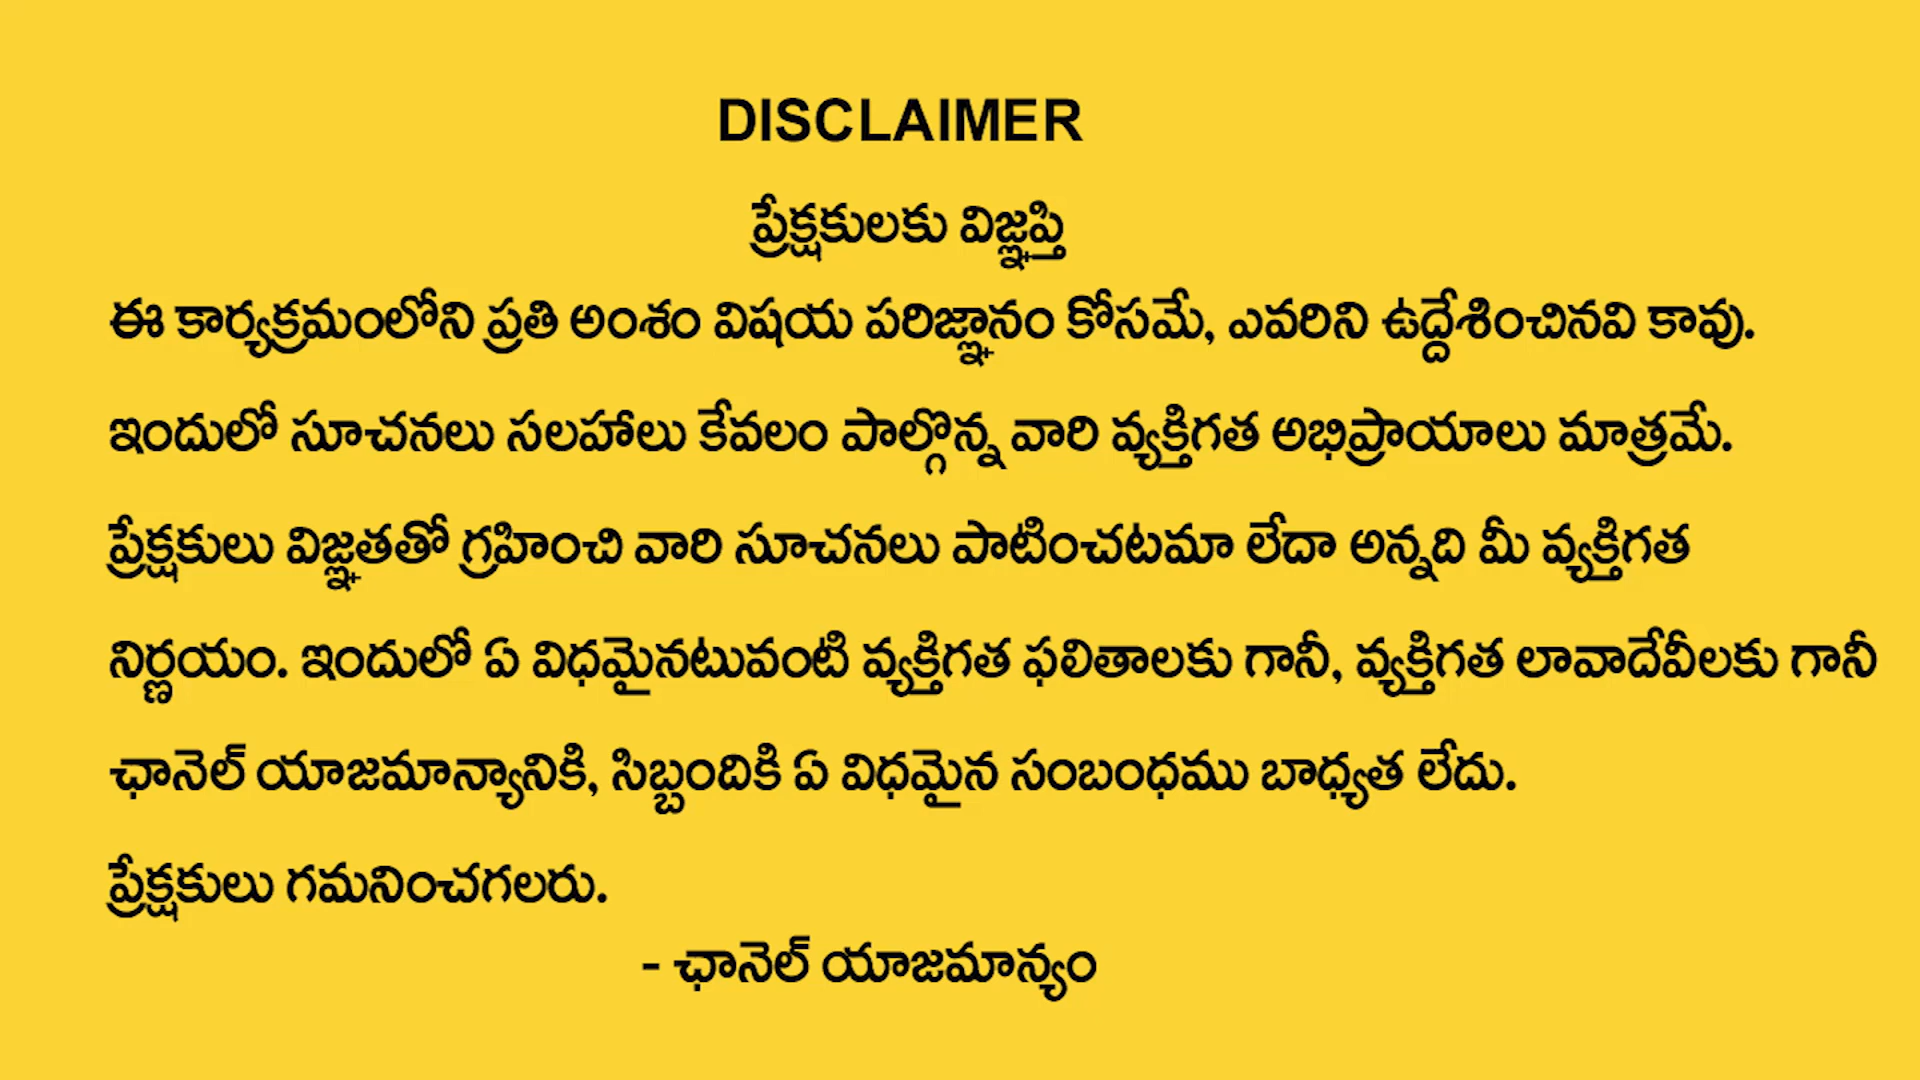 DISCLAIMER
ప్రేక్షకులకు విజ్ఞప్తి
ఈ కార్యక్రమంలోని ప్రతి అంశం విషయ పరిజ్ఞానం కోసమే, ఎవరిని ఉద్దేశించినవి కావు.
ఇందులో సూచనలు సలహాలు కేవలం పాల్గొన్న వారి వ్యక్తిగత అభిప్రాయాలు మాత్రమే.
ప్రేక్షకులు విజ్ఞతతో గ్రహించి వారి సూచనలు పాటించటమా లేదా అన్నది మీ వ్యక్తిగత
నిర్ణయం. ఇందులో ఏ విధమైనటువంటి వ్యక్తిగత ఫలితాలకు గానీ, వ్యక్తిగత లావాదేవీలకు గానీ
ఛానెల్ యాజమాన్యానికి, సిబ్బందికి ఏ విధమైన సంబంధము బాధ్యత లేదు.
ప్రేక్షకులు గమనించగలరు.
- ఛానెల్ యాజమాన్యం